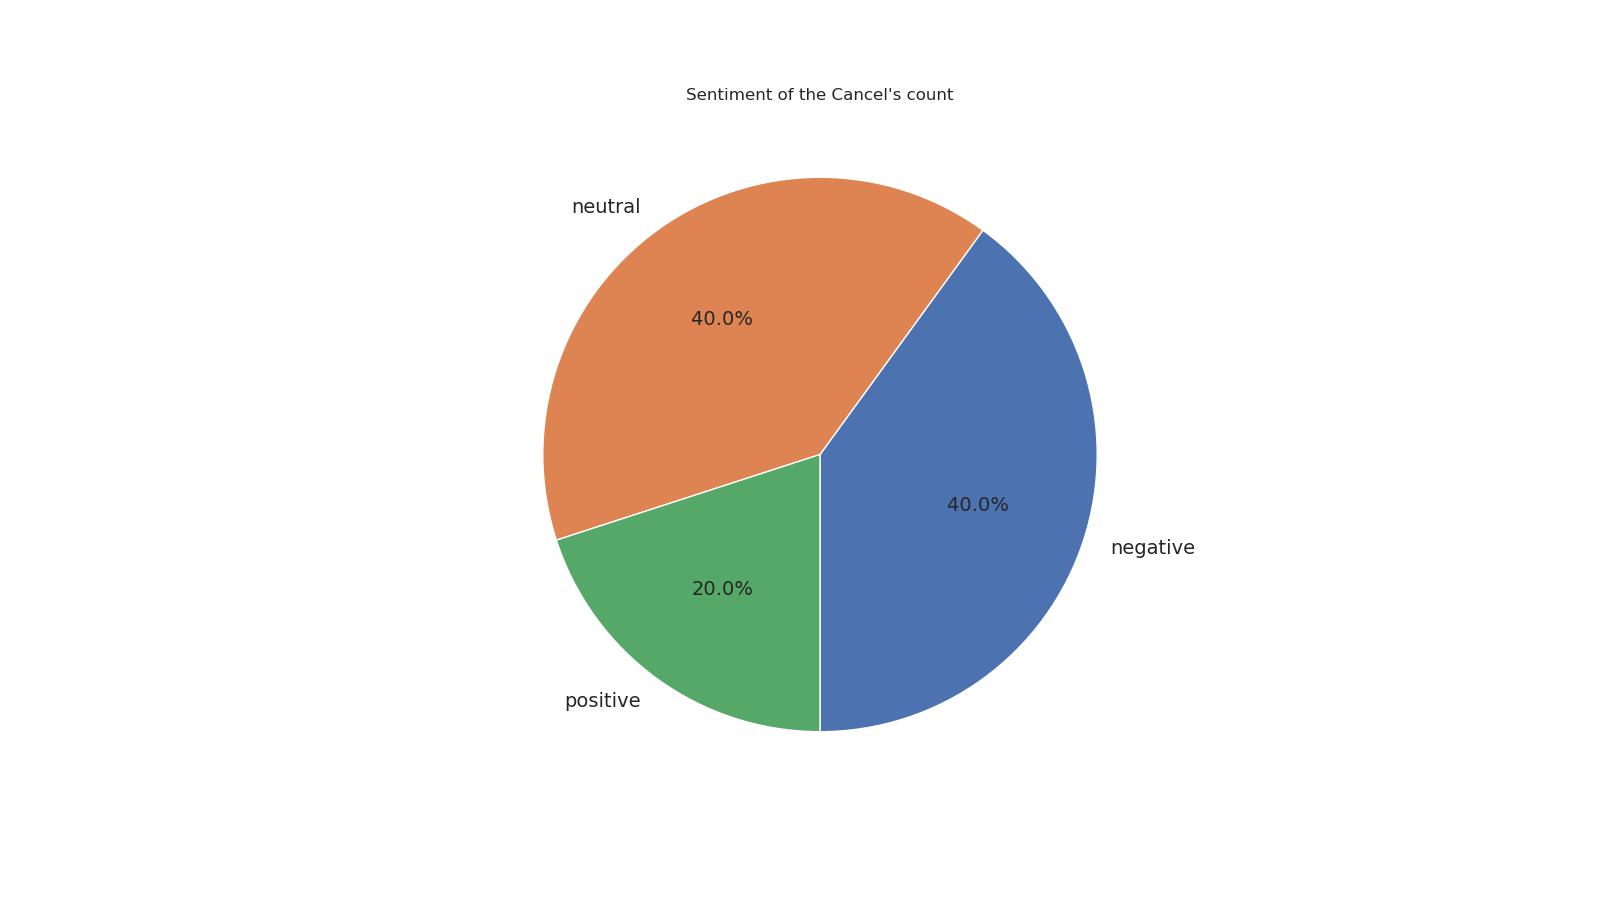 Sentiment of the Cancel's count
neutral
40.0%
40.0%
negative
20.0%
positive